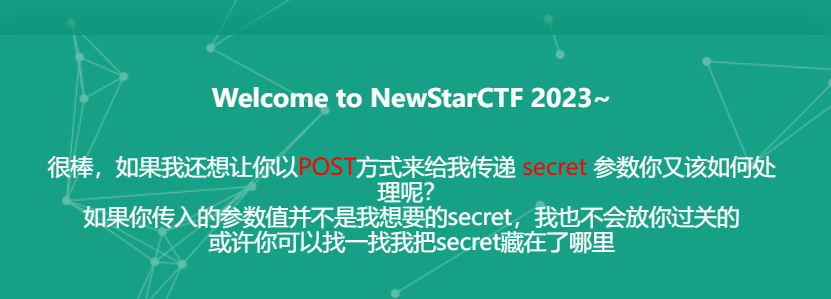 Welcome to NewStarCTF 2023~
很棒，如果我还想让你以POST方式来给我传递 secret 参数你又该如何处
理呢？
如果你传入的参数值并不是我想要的secret，我也不会放你过关的
或许你可以找一找我把secret藏在了哪里